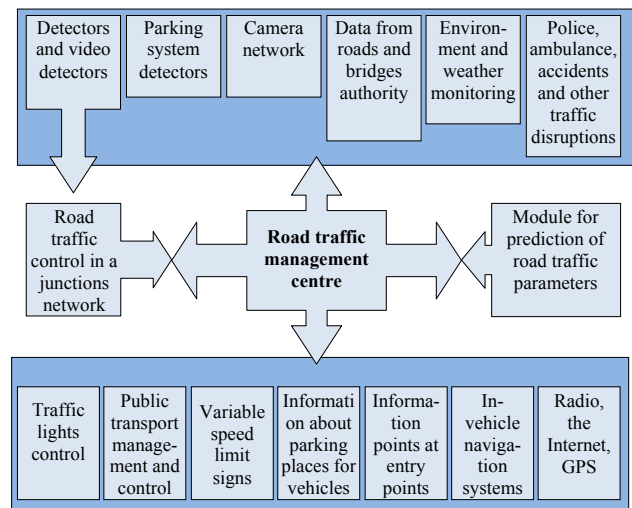 Detectors
and video
detectors
Parking
system
detectors
Camera
network
Data from
roads and
bridges
authority
Environ-
ment and
weather
monitoring
Police,
ambulance,
accidents
and other
traffic
disruptions
Road
traffic
control in a
junctions
network
Road traffic
management
centre
Module for
prediction of
road traffic
parameters
Traffic
lights
control
Public
transport
manage-
ment and
control
Variable
speed
limit
signs
Informati
on about
parking
places for
vehicles
Informa-
tion
points at
entry
points
In-
vehicle
naviga-
tion
systems
Radio,
the
Internet,
GPS